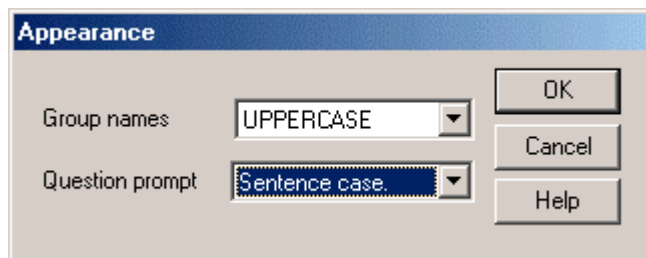 Appearance
OK
Group names UPPERCASE
Cancel
Question prompt Sentence case.
Help